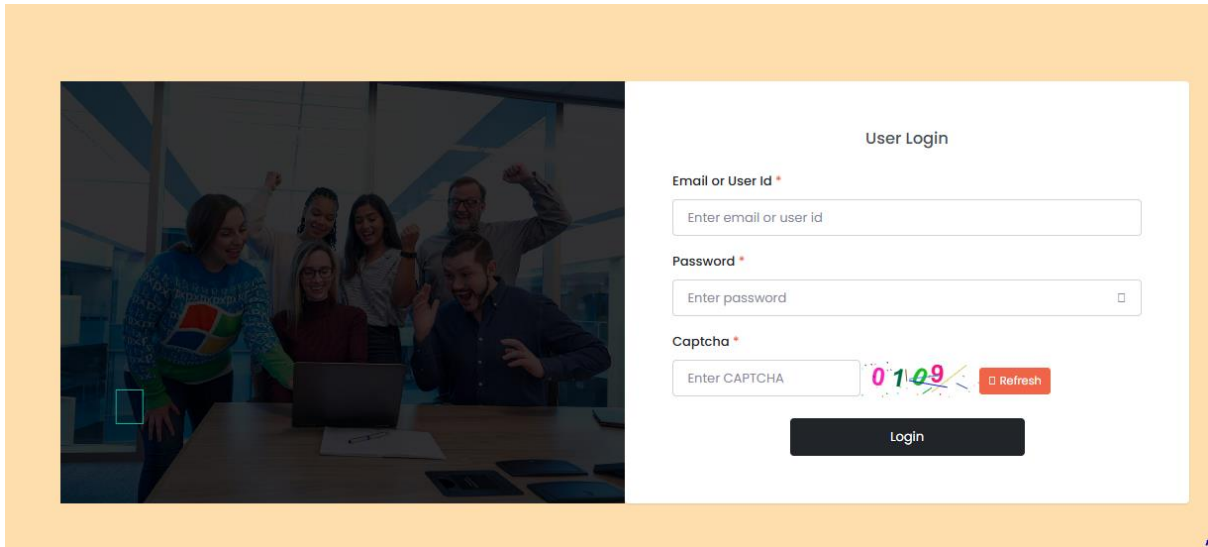 User Login
Email or User Id *
Enter email or user id
Password *
Enter password
Captcha *
Enter CAPTCHA 0109 Refresh
Login